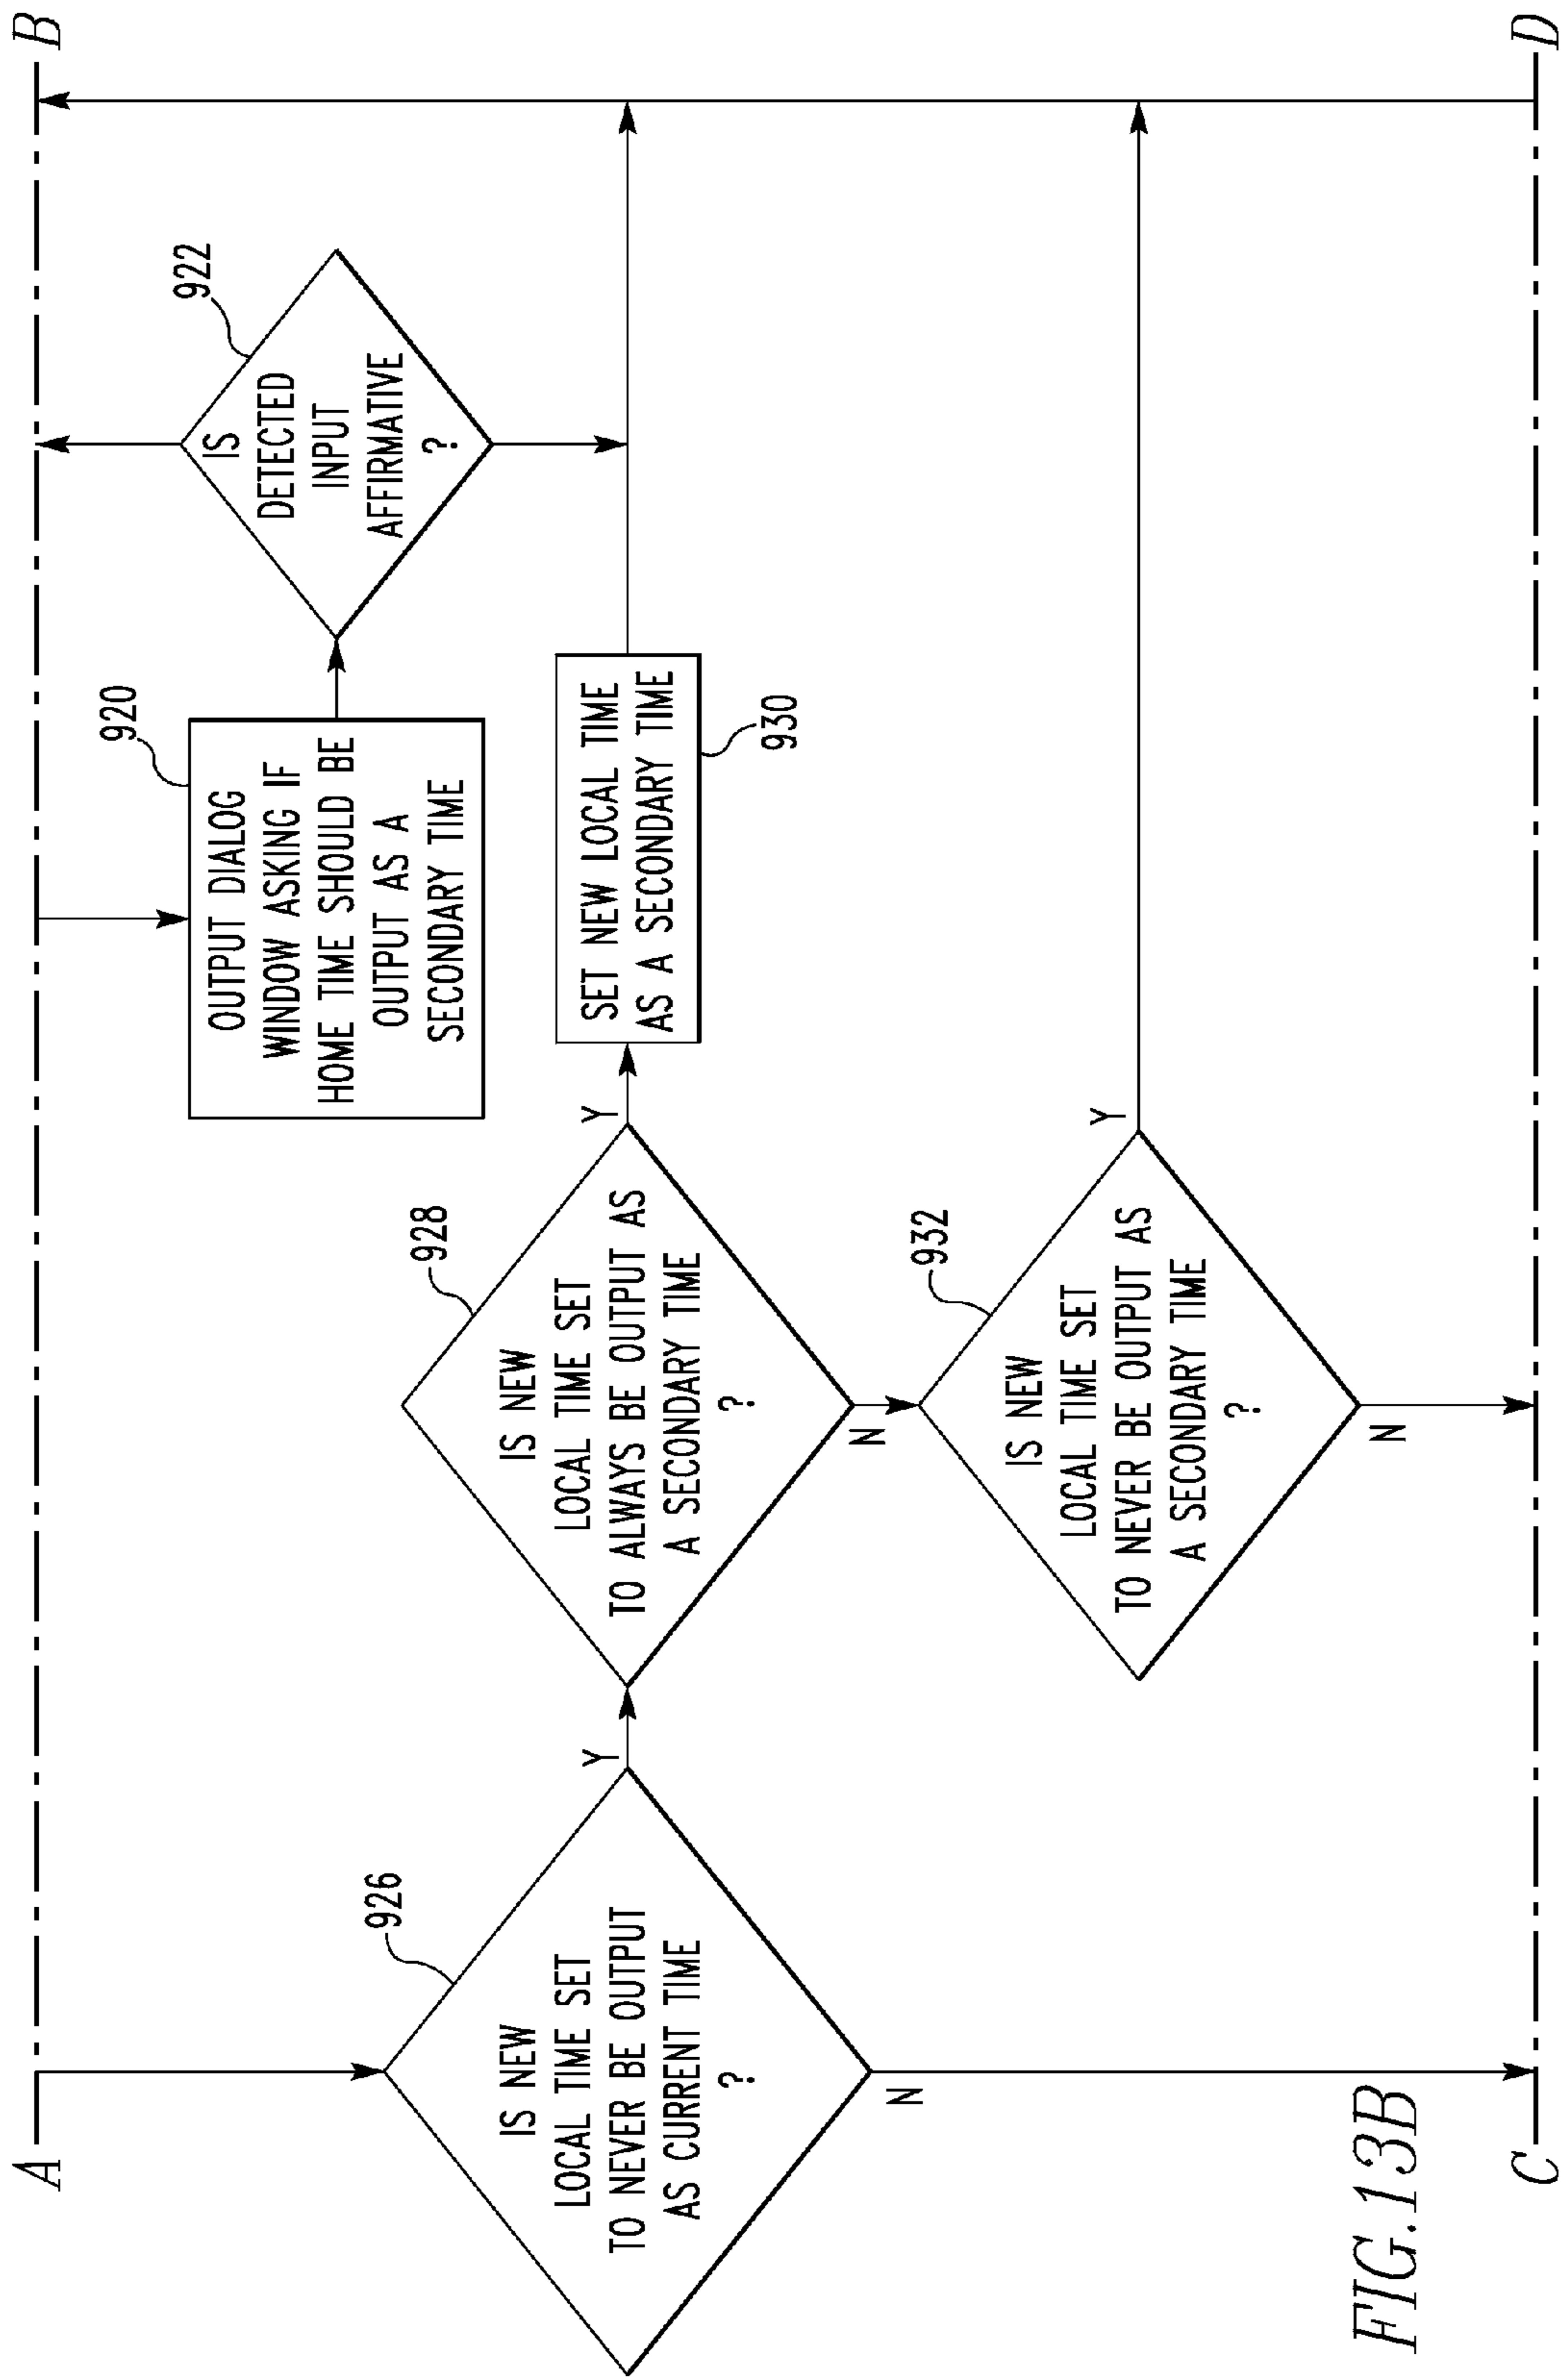 A
B
920
OUTPUT DIALOG
WINDOW ASKING IF
HOME TIME SHOULD BE
OUTPUT AS A
SECONDARY TIME
922
IS
DETECTED
INPUT
AFFIRMATIVE
?
926
IS NEW
LOCAL TIME SET
TO NEVER BE OUTPUT
AS CURRENT TIME
?
Y
N
928
IS NEW
LOCAL TIME SET
TO ALWAYS BE OUTPUT AS
A SECONDARY TIME
?
Y
N
SET NEW LOCAL TIME
AS A SECONDARY TIME
930
932
IS NEW
LOCAL TIME SET
TO NEVER BE OUTPUT AS
A SECONDARY TIME
?
Y
N
C
D
FIG.13B